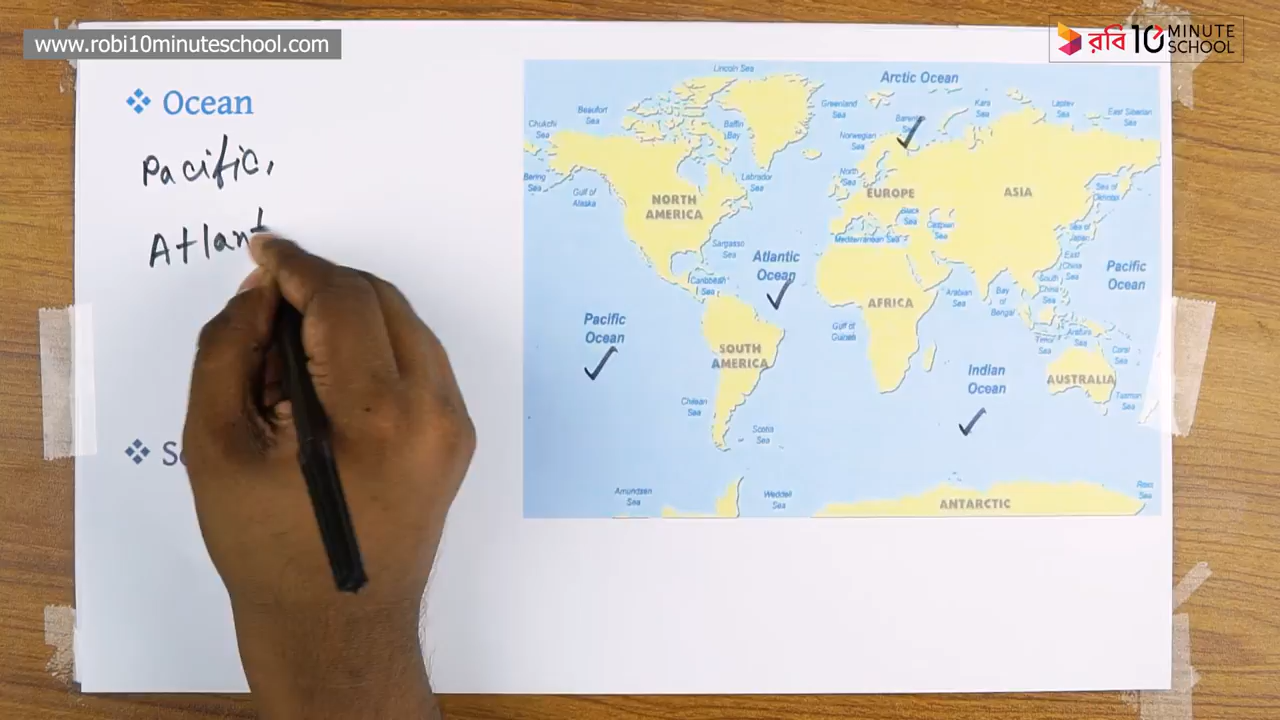 www.robi10minuteschool.com
রবি 10 MINUTE SCHOOL
Ocean
Pacific,
Atlant
Lincoln Sea
Arctic Ocean
Beaufort Sea
Greenland Sea
Kara Sea
Laptev Sea
East Siberian Sea
Chukchi Sea
Baffin Bay
Norwegian Sea
Bering Sea
Gulf of Alaska
Labrador Sea
North Sea
NORTH AMERICA
EUROPE
ASIA
Black Sea
Caspian Sea
Sea of Japan
Sargasso Sea
Mediterranean Sea
Atlantic Ocean
East China Sea
Pacific Ocean
Caribbean Sea
South China Sea
Arabian Sea
Bay of Bengal
AFRICA
Pacific Ocean
Gulf of Guinea
Timor Sea
Arafura Sea
Coral Sea
SOUTH AMERICA
Indian Ocean
AUSTRALIA
Chilean Sea
Tasman Sea
Scotia Sea
Amundsen Sea
Weddell Sea
ANTARCTIC
Ross Sea